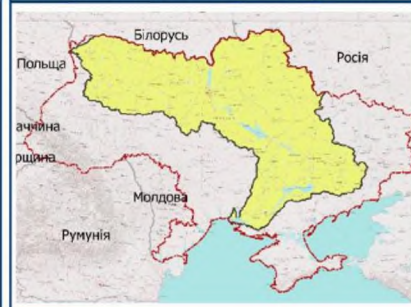 Білорусь
Польща
Росія
аччина
рщина
Молдова
Румунія